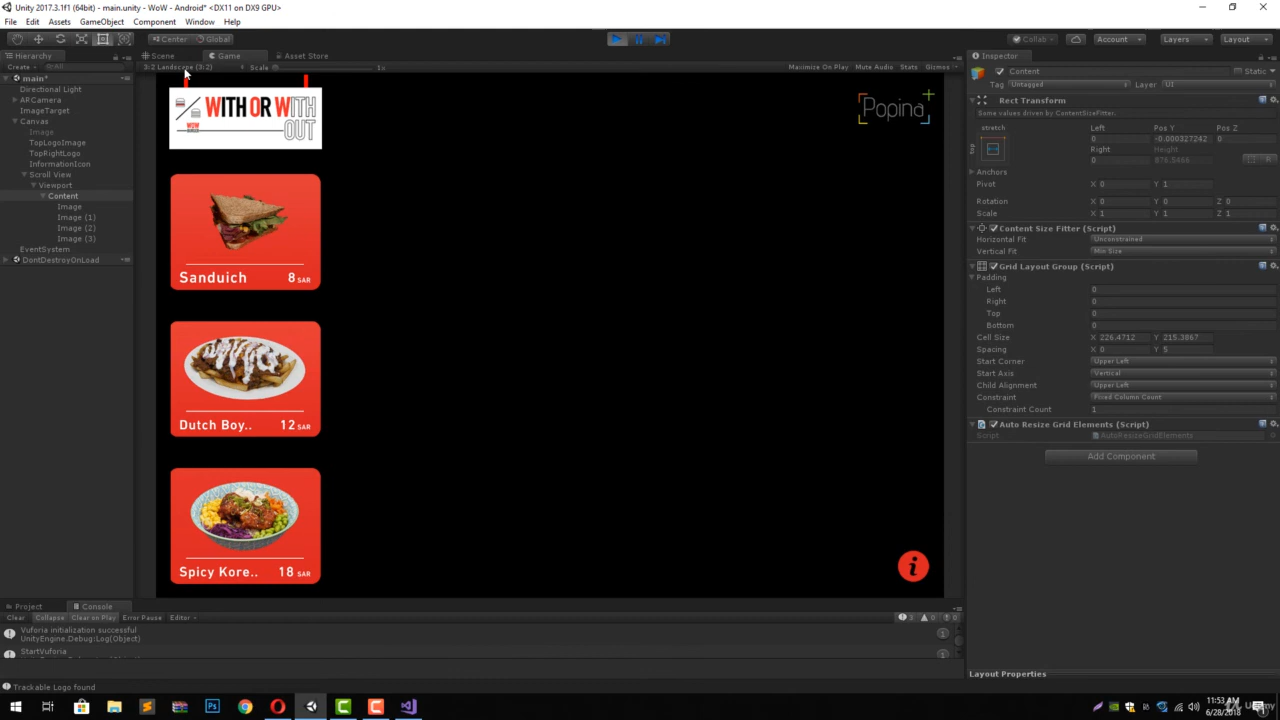 Unity 2017.3.1f1 (64bit) - main.unity - WoW - Android* <DX11 on DX9 GPU>
File Edit Assets GameObject Component Window Help
Center Global
Collab Account Layers Layout
Hierarchy
Scene Game Asset Store
Inspector
Create All
3:2 Landscape (3:2) Scale 1x
Maximize On Play Mute Audio Stats Gizmos
main*
Directional Light
ARCamera
ImageTarget
Canvas
Image
TopLogoImage
TopRightLogo
InformationIcon
Scroll View
Viewport
Content
Image
Image (1)
Image (2)
Image (3)
EventSystem
DontDestroyOnLoad
WITH OR WITH
OUT
WOW
Popina
Sanduich 8 SAR
Dutch Boy.. 12 SAR
Spicy Kore.. 18 SAR
i
Content Static
Tag Untagged Layer UI
Rect Transform
Some values driven by ContentSizeFitter.
stretch Left Pos Y Pos Z
top 0 -0.000327242 0
Right Height
0 876.5468 R
Anchors
Pivot X 0 Y 1
Rotation X 0 Y 0 Z 0
Scale X 1 Y 1 Z 1
Content Size Fitter (Script)
Horizontal Fit Unconstrained
Vertical Fit Min Size
Grid Layout Group (Script)
Padding
Left 0
Right 0
Top 0
Bottom 0
Cell Size X 226.4712 Y 215.3867
Spacing X 0 Y 5
Start Corner Upper Left
Start Axis Vertical
Child Alignment Upper Left
Constraint Fixed Column Count
Constraint Count 1
Auto Resize Grid Elements (Script)
Script AutoResizeGridElements
Add Component
Layout Properties
Project Console
Clear Collapse Clear on Play Error Pause Editor
3 0 0
Vuforia initialization successful
UnityEngine.Debug:Log(Object)
1
StartVuforia
1
Trackable Logo found
11:53 AM
6/28/2018
Udemy